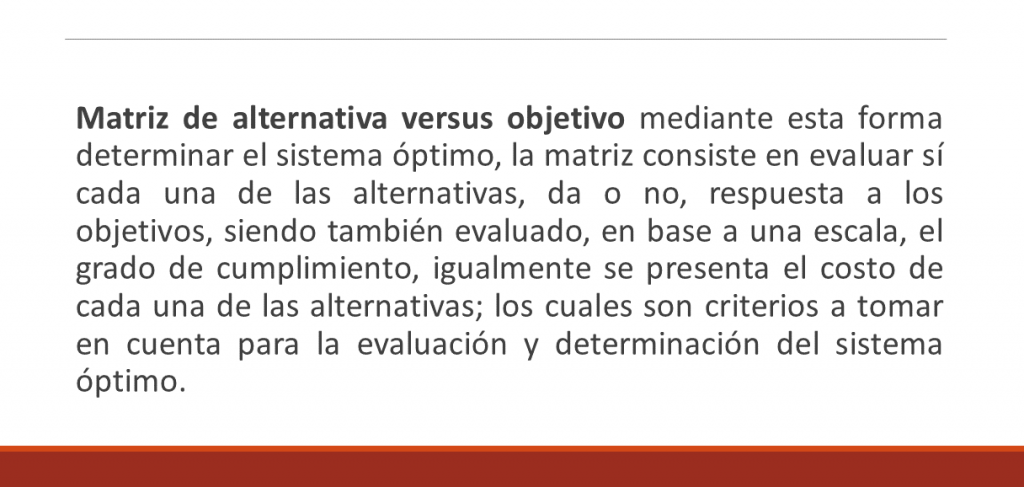 Matriz de alternativa versus objetivo mediante esta forma
determinar el sistema óptimo, la matriz consiste en evaluar sí
cada una de las alternativas, da o no, respuesta a los
objetivos, siendo también evaluado, en base a una escala, el
grado de cumplimiento, igualmente se presenta el costo de
cada una de las alternativas; los cuales son criterios a tomar
en cuenta para la evaluación y determinación del sistema
óptimo.